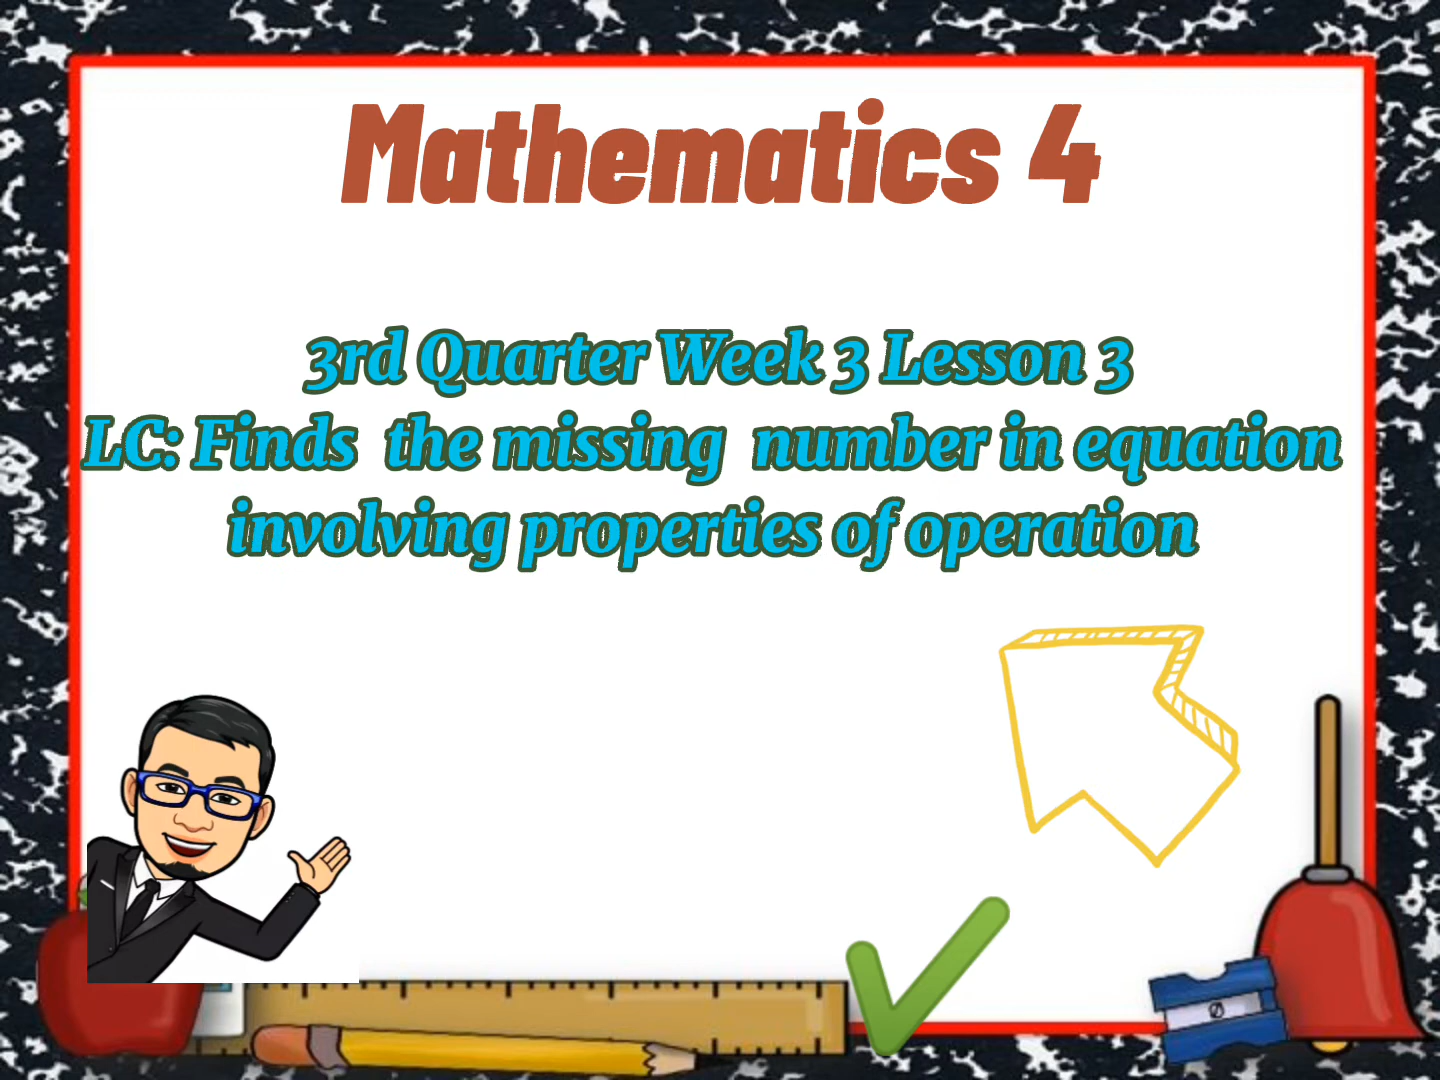 Mathematics 4
3rd Quarter Week 3 Lesson 3
LC: Finds the missing number in equation
involving properties of operation